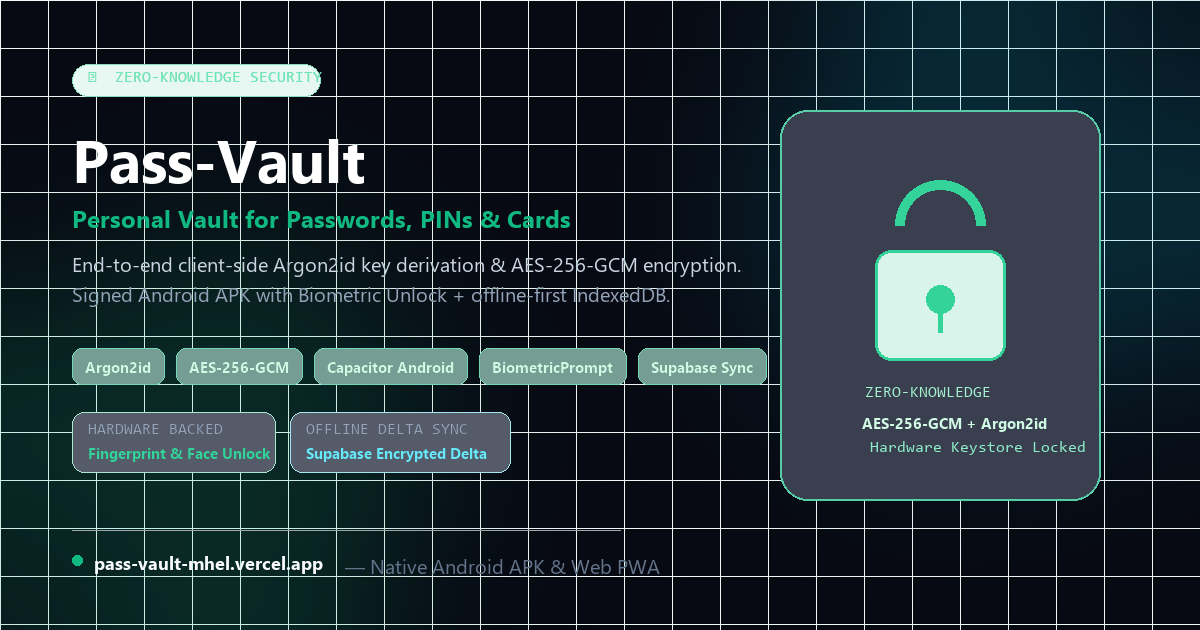 ZERO-KNOWLEDGE SECURITY
Pass-Vault
Personal Vault for Passwords, PINs & Cards
End-to-end client-side Argon2id key derivation & AES-256-GCM encryption.
Signed Android APK with Biometric Unlock + offline-first IndexedDB.
Argon2id
AES-256-GCM
Capacitor Android
BiometricPrompt
Supabase Sync
HARDWARE BACKED
Fingerprint & Face Unlock
OFFLINE DELTA SYNC
Supabase Encrypted Delta
pass-vault-mhel.vercel.app — Native Android APK & Web PWA
ZERO-KNOWLEDGE
AES-256-GCM + Argon2id
Hardware Keystore Locked